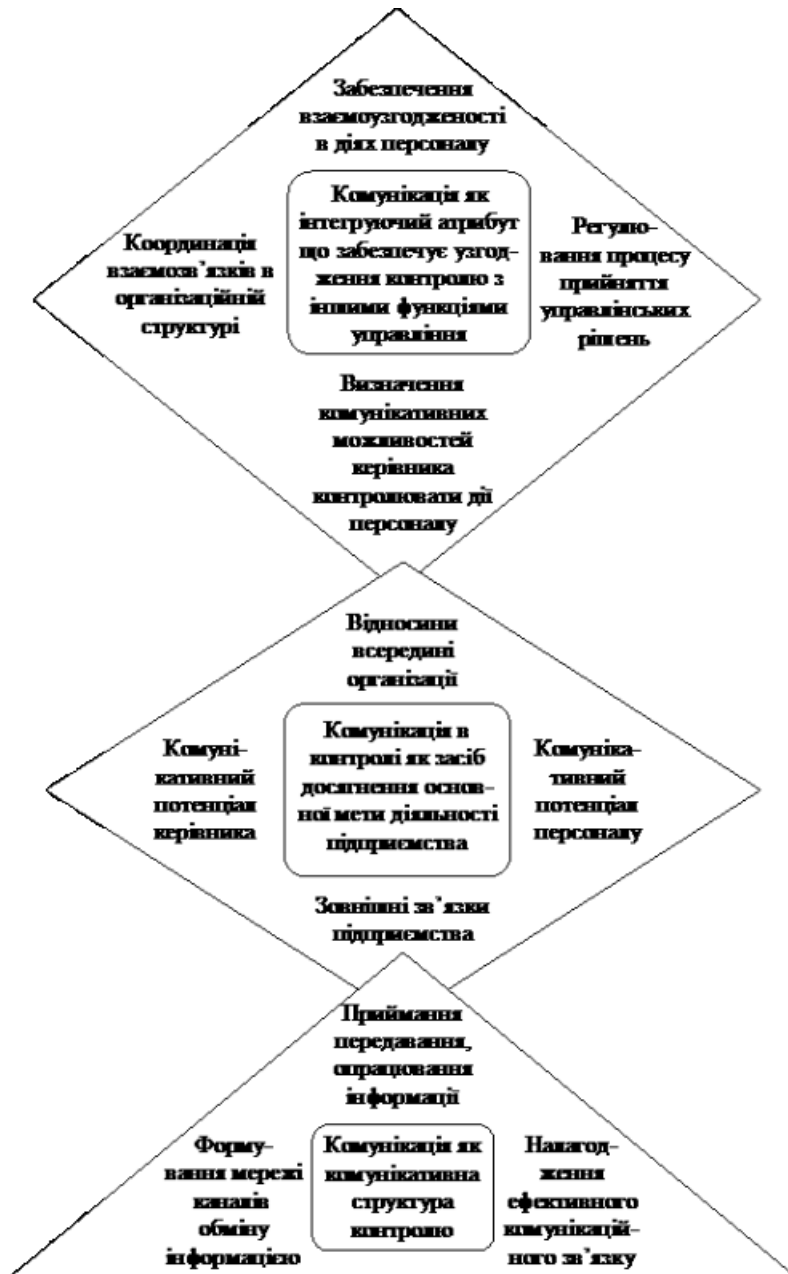 Забезпечення
взаємоузгодженості
в діях персоналу
Комунікація як
інтегруючий атрибут
що забезпечує узгод-
ження контролю з
іншими функціями
управління
Координація
взаємозв'язків в
організаційній
структурі
Регулю-
вання процесу
прийняття
управлінських
рішень
Визначення
комунікативних
можливостей
керівника
контролювати дії
персоналу
Відносини
всередині
організації
Комуні-
кативний
потенціал
керівника
Комунікація в
контролі як засіб
досягнення основ-
ної мети діяльності
підприємства
Комуніка-
тивний
потенціал
персоналу
Зовнішні зв'язки
підприємства
Приймання
передавання,
опрацювання
інформації
Форму-
вання мережі
каналів
обміну
інформацією
Комунікація як
комунікативна
структура
контролю
Налагод-
ження
ефективного
комунікацій-
ного зв'язку